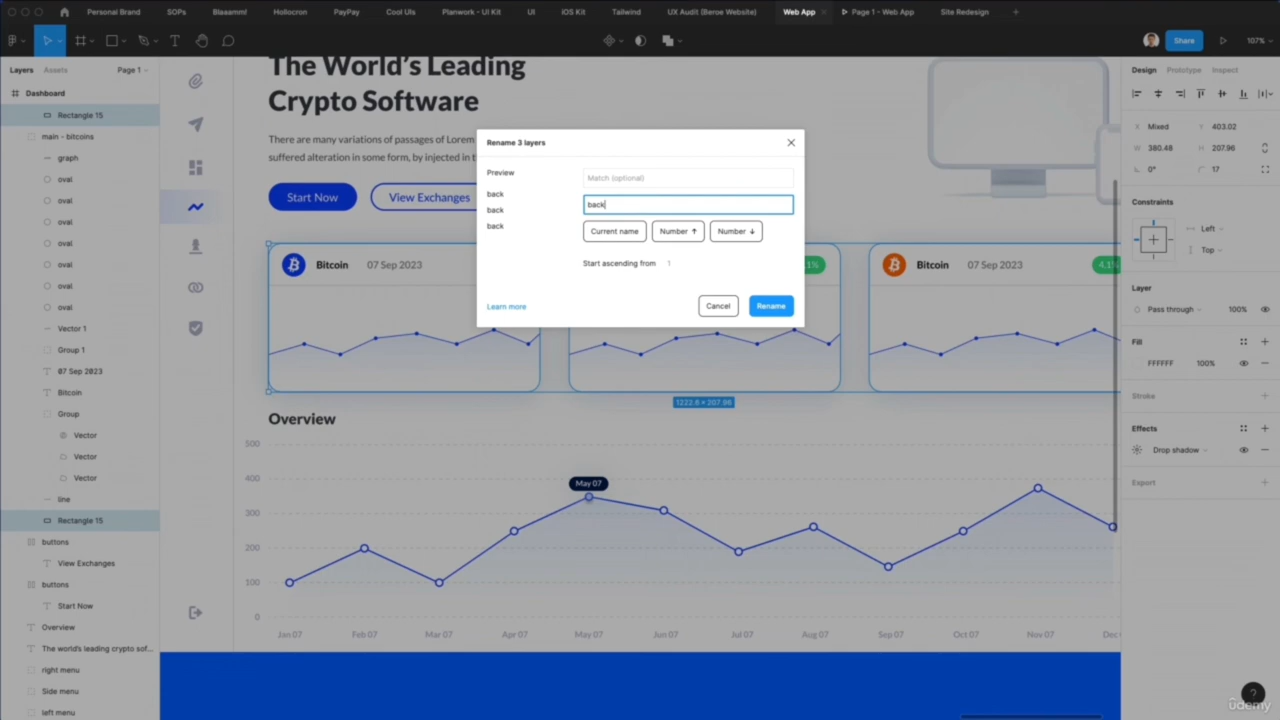 Personal Brand
SOPs
Blaaaml!
Hollocron
PayPay
Cool UIs
Planwork - UI Kit
UI
iOS Kit
Tailwind
UX Audit (Beroe Website)
Web App
Page 1 - Web App
Site Redesign
Share
107%
Layers
Assets
Page 1
Design
Prototype
Inspect
Dashboard
Rectangle 15
main - bitcoins
graph
oval
oval
oval
oval
oval
oval
oval
Vector 1
Group 1
07 Sep 2023
Bitcoin
Group
Vector
Vector
Vector
line
Rectangle 15
buttons
View Exchanges
buttons
Start Now
Overview
The world's leading crypto sof...
right menu
Side menu
left menu
The World's Leading
Crypto Software
There are many variations of passages of Lorem
suffered alteration in some form, by injected in t
Start Now
View Exchanges
Bitcoin
07 Sep 2023
1%
Bitcoin
07 Sep 2023
4.1%
Rename 3 layers
Preview
Match (optional)
back
back
back
back
Current name
Number ↑
Number ↓
Start ascending from 1
Learn more
Cancel
Rename
1222.8 × 207.96
Overview
500
400
300
200
100
0
May 07
Jan 07
Feb 07
Mar 07
Apr 07
May 07
Jun 07
Jul 07
Aug 07
Sep 07
Oct 07
Nov 07
Dec
X Mixed
Y 403.02
W 380.48
H 207.96
0°
17
Constraints
Left
Top
Layer
Pass through
100%
Fill
FFFFFF
100%
Stroke
Effects
Drop shadow
Export
?
ûdemy